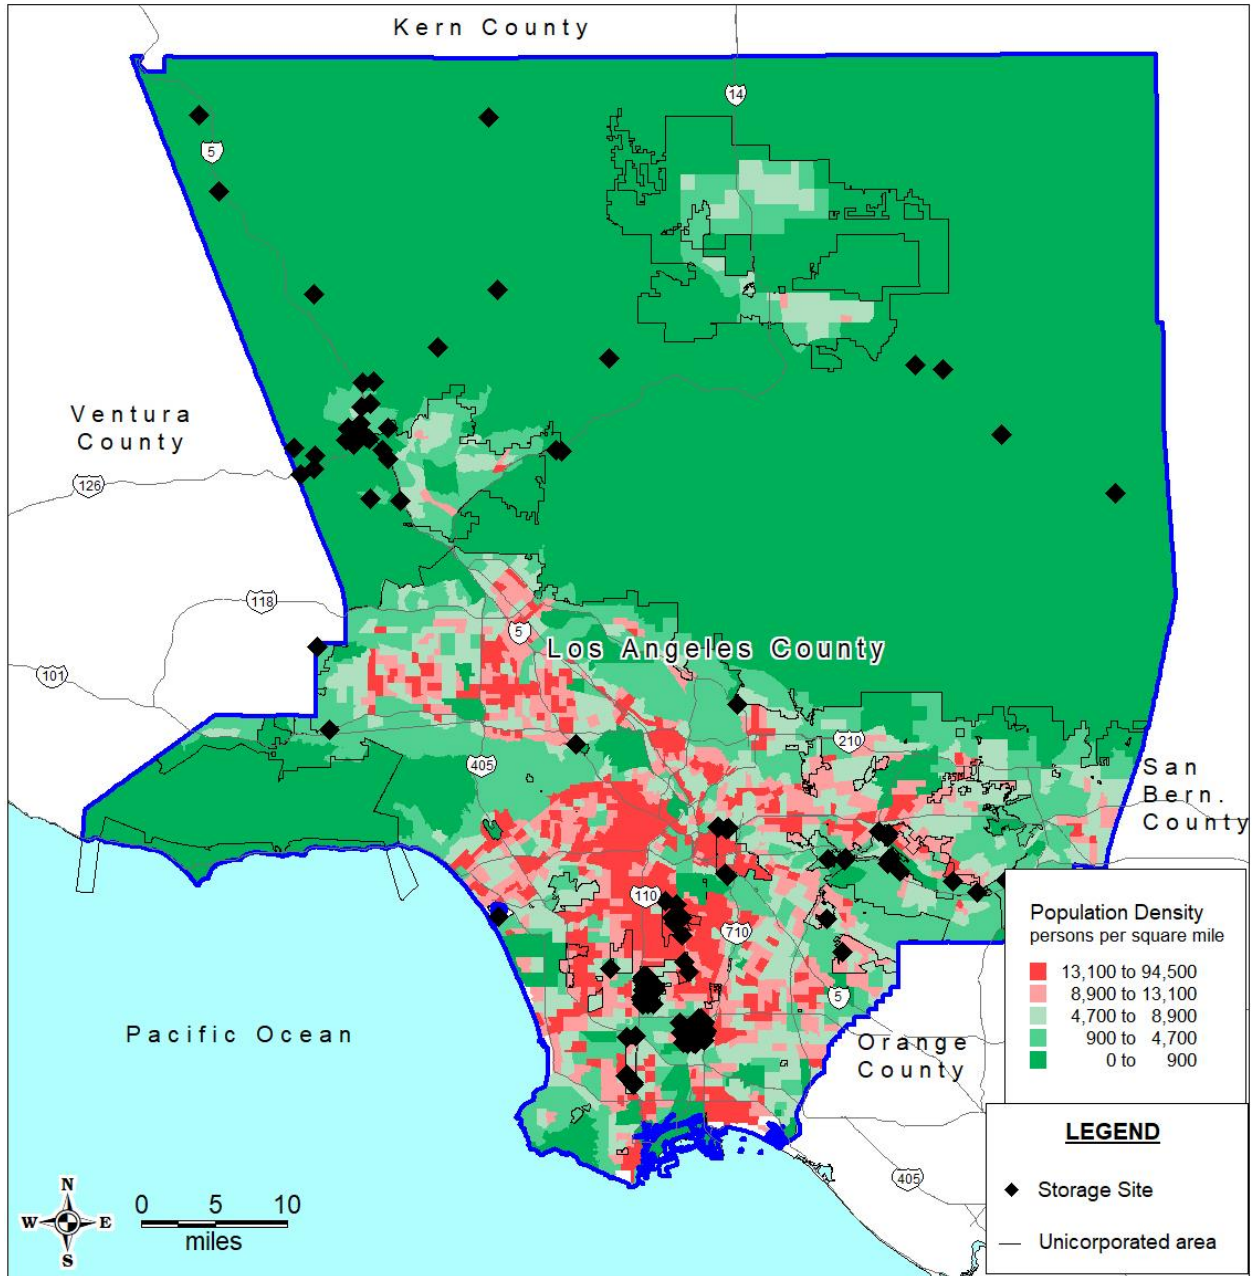 Kern County
14
5
Ventura
County
126
118
5
Los Angeles County
101
210
405
San
Bern.
County
110
710
Population Density
persons per square mile
13,100 to 94,500
8,900 to 13,100
4,700 to 8,900
900 to 4,700
0 to 900
5
Pacific Ocean
Orange
County
LEGEND
Storage Site
Unicorporated area
405
N
W E
S
0 5 10
miles